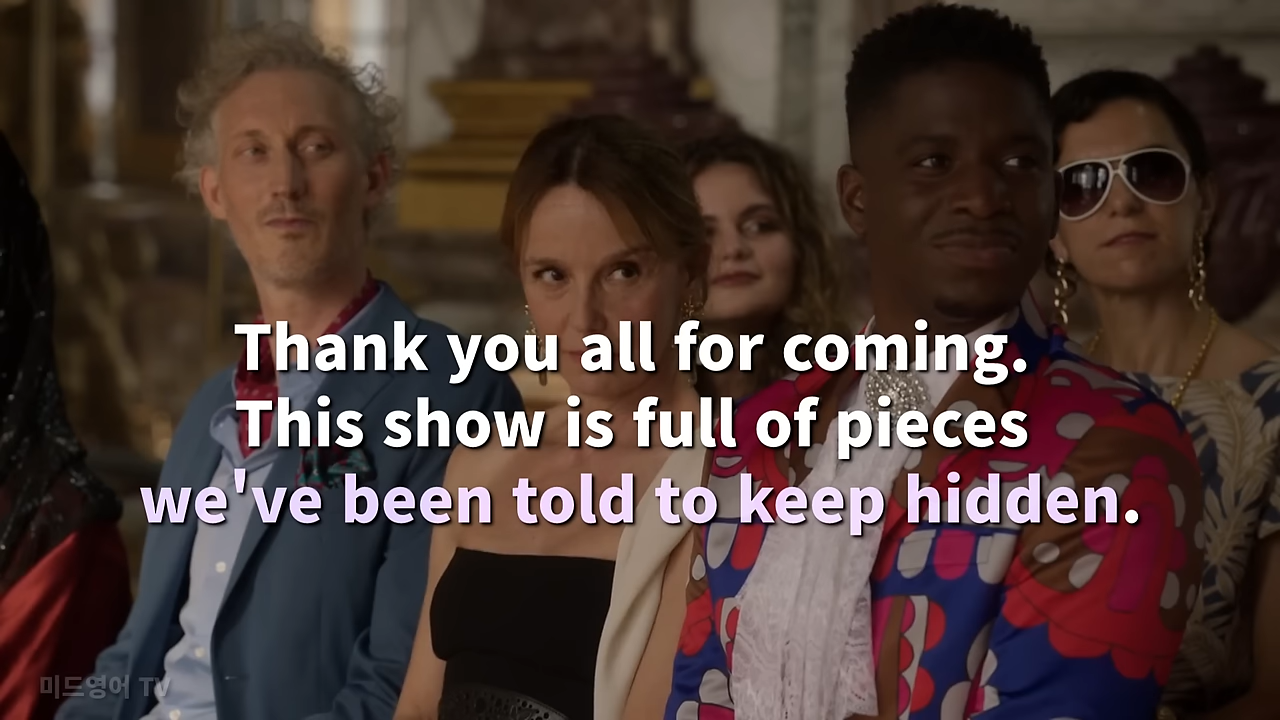 Thank you all for coming.
This show is full of pieces
we've been told to keep hidden.
미드영어 TV